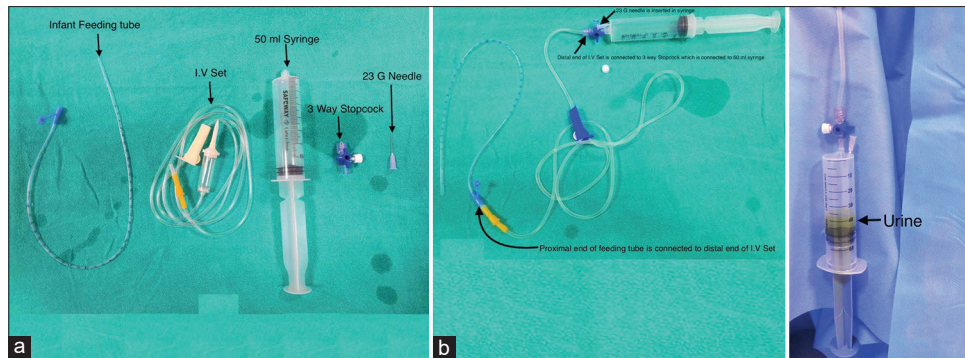 Infant Feeding tube
50 ml Syringe
I.V Set
23 G Needle
3 Way Stopcock
SAFEWAY
a
23 G needle is inserted in syringe
Distal end of I.V Set is connected to 3 way Stopcock which is connected to 50 ml syringe
Proximal end of feeding tube is connected to distal end of I.V Set
b
Urine